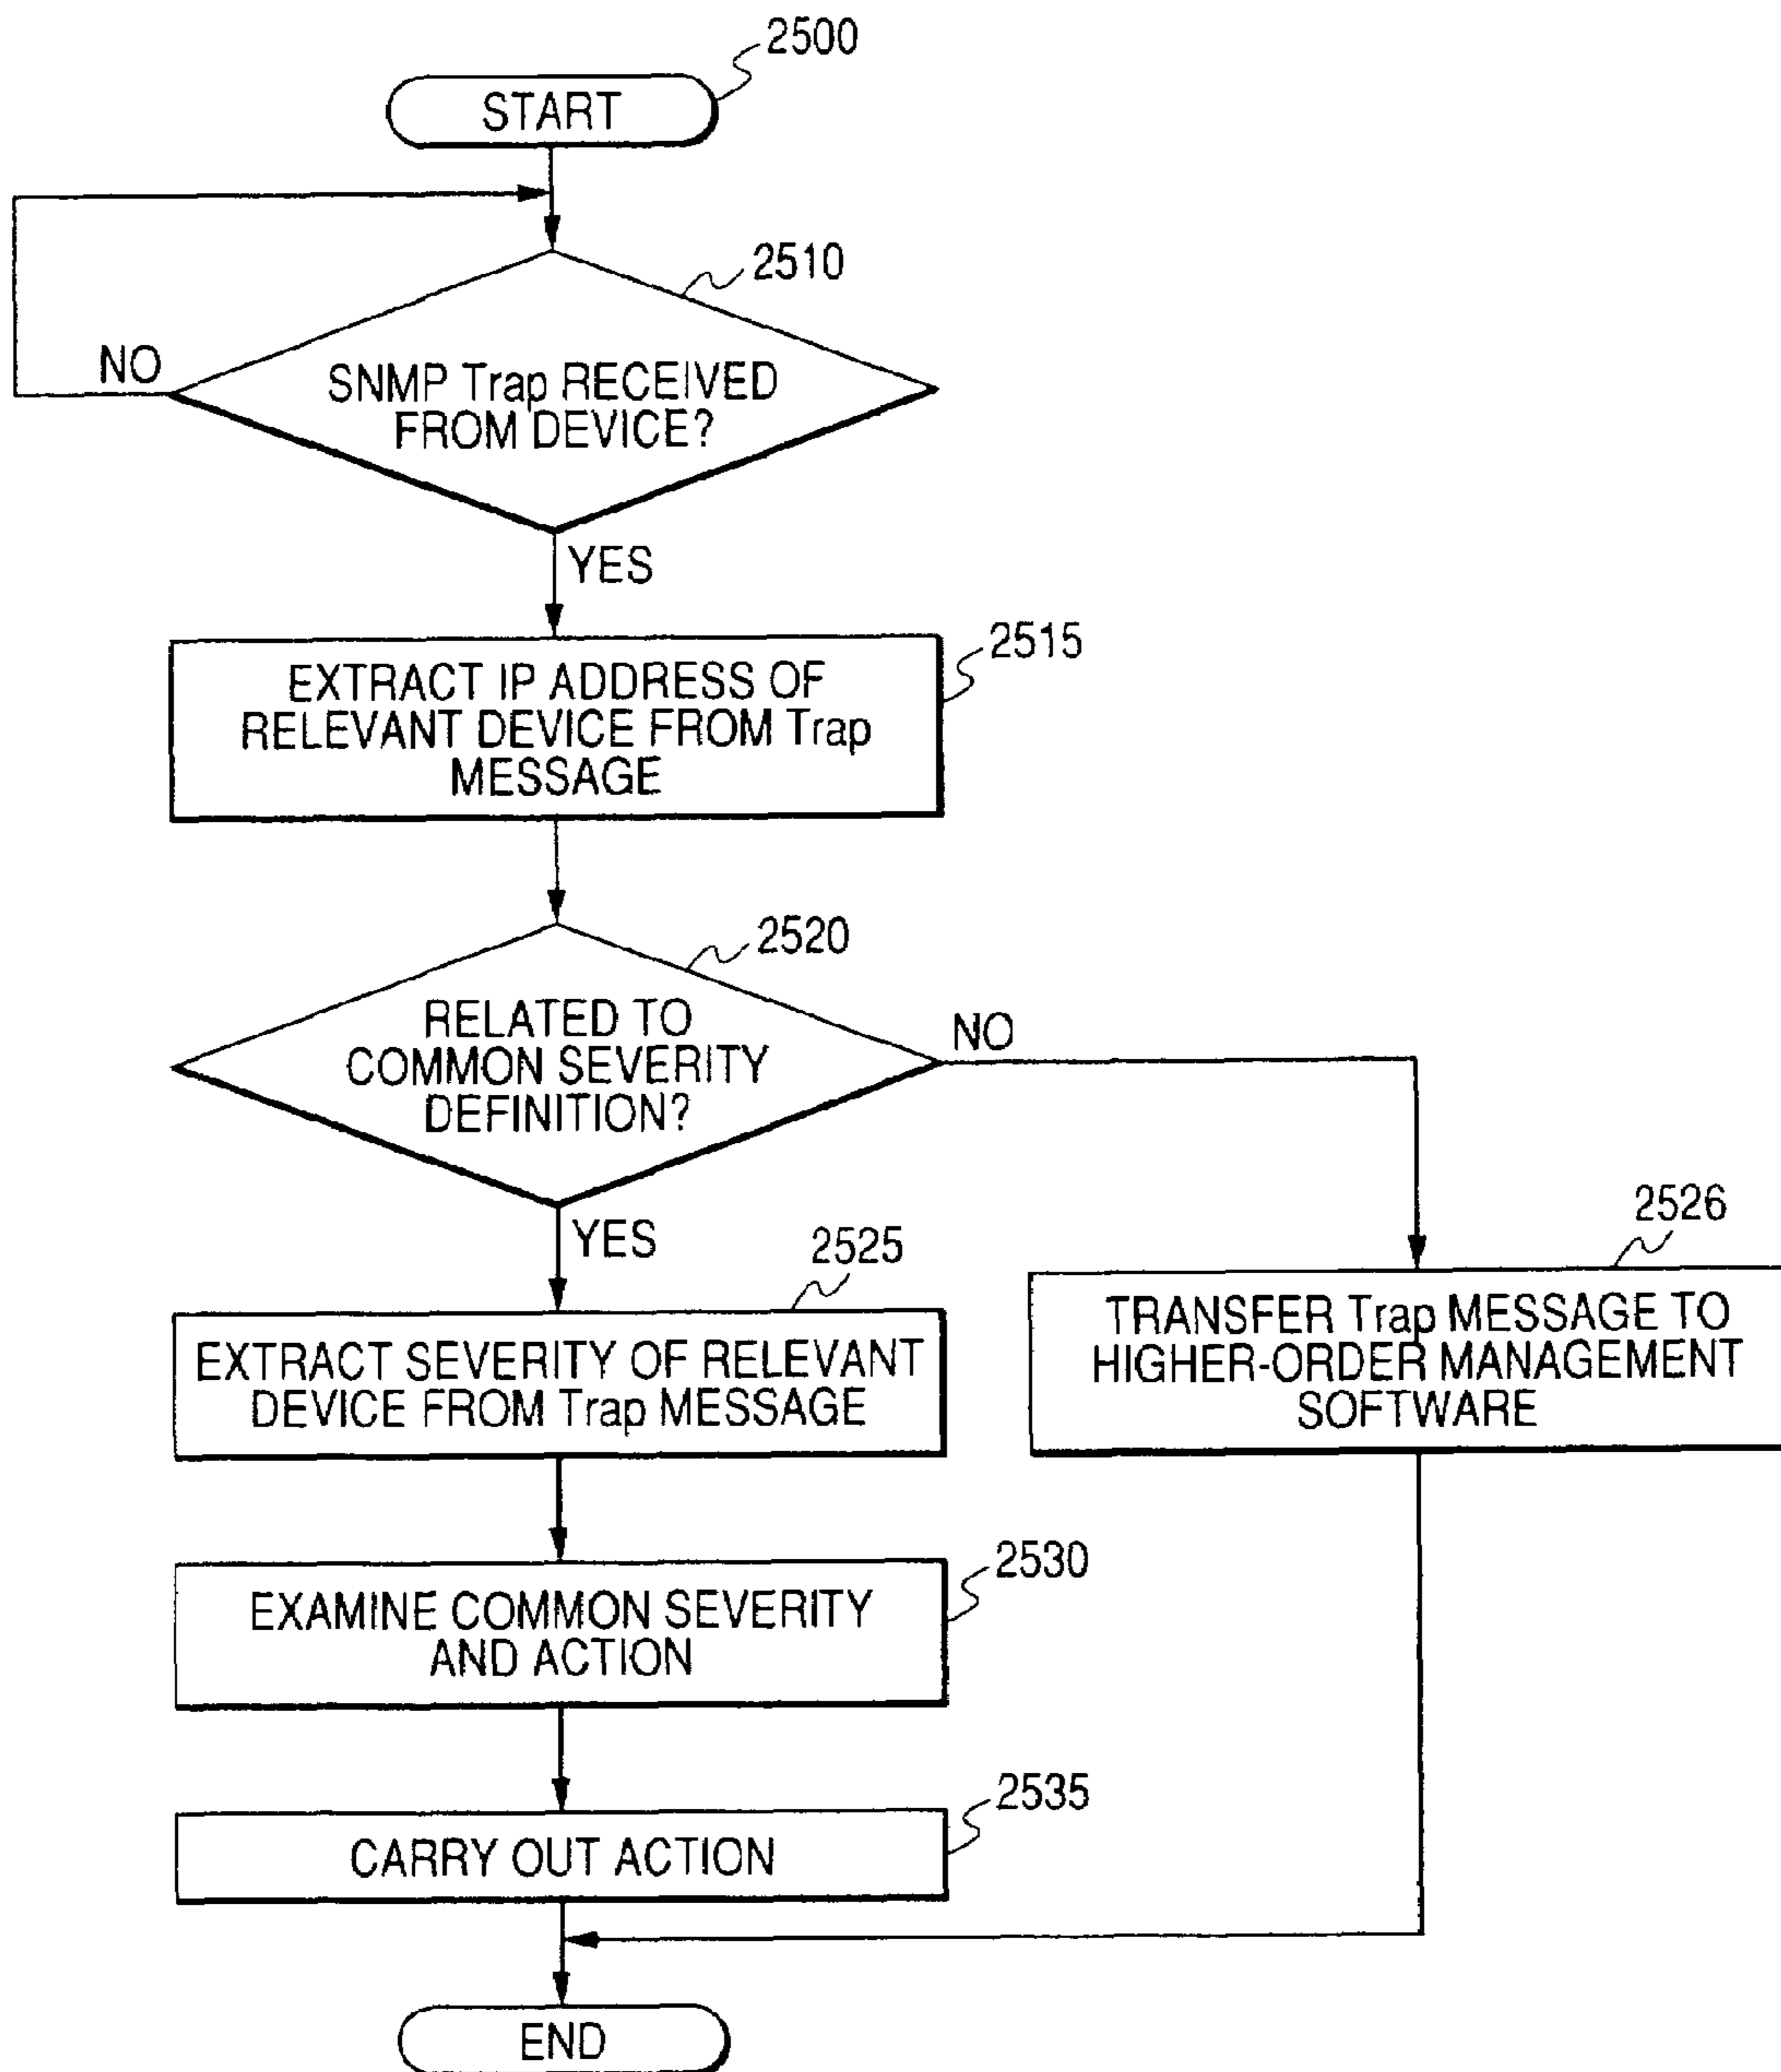 2500
START
2510
NO
SNMP Trap RECEIVED
FROM DEVICE?
YES
2515
EXTRACT IP ADDRESS OF
RELEVANT DEVICE FROM Trap
MESSAGE
2520
RELATED TO
COMMON SEVERITY
DEFINITION?
NO
YES
2525
2526
EXTRACT SEVERITY OF RELEVANT
DEVICE FROM Trap MESSAGE
TRANSFER Trap MESSAGE TO
HIGHER-ORDER MANAGEMENT
SOFTWARE
2530
EXAMINE COMMON SEVERITY
AND ACTION
2535
CARRY OUT ACTION
END